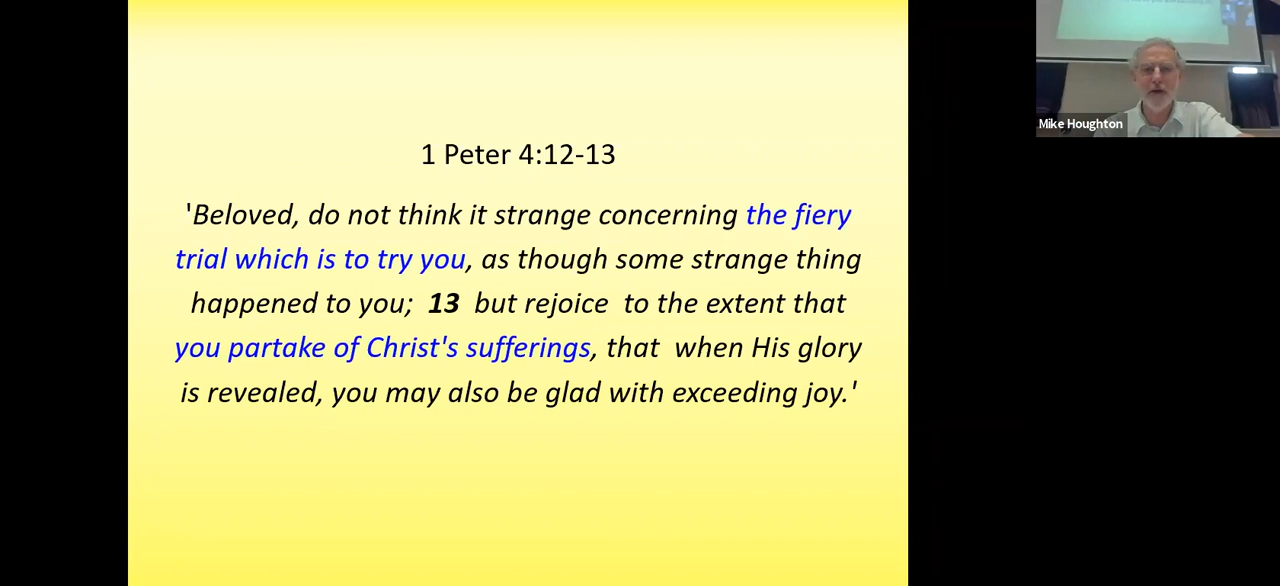 1 Peter 4:12-13
'Beloved, do not think it strange concerning the fiery
trial which is to try you, as though some strange thing
happened to you;  13  but rejoice  to the extent that
you partake of Christ's sufferings, that  when His glory
is revealed, you may also be glad with exceeding joy.'
Mike Houghton